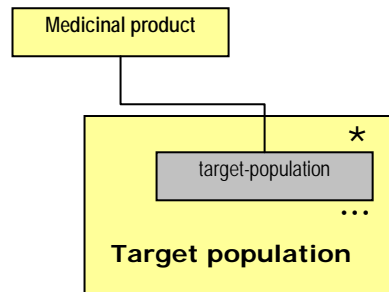 Medicinal product
*
target-population
...
Target population